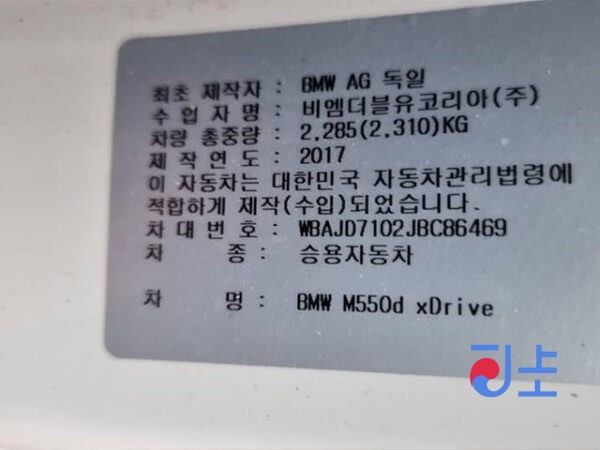 최초 제작자 : BMW AG 독일
수 입 자 명 : 비엠더블유코리아(주)
차량 총중량 : 2,285(2,310)KG
제 작 연 도 : 2017
이 자동차는 대한민국 자동차관리법령에
적합하게 제작(수입)되었습니다.
차 대 번 호 : WBAJD7102JBC86469
차 종 : 승용자동차
차 명 : BMW M550d xDrive